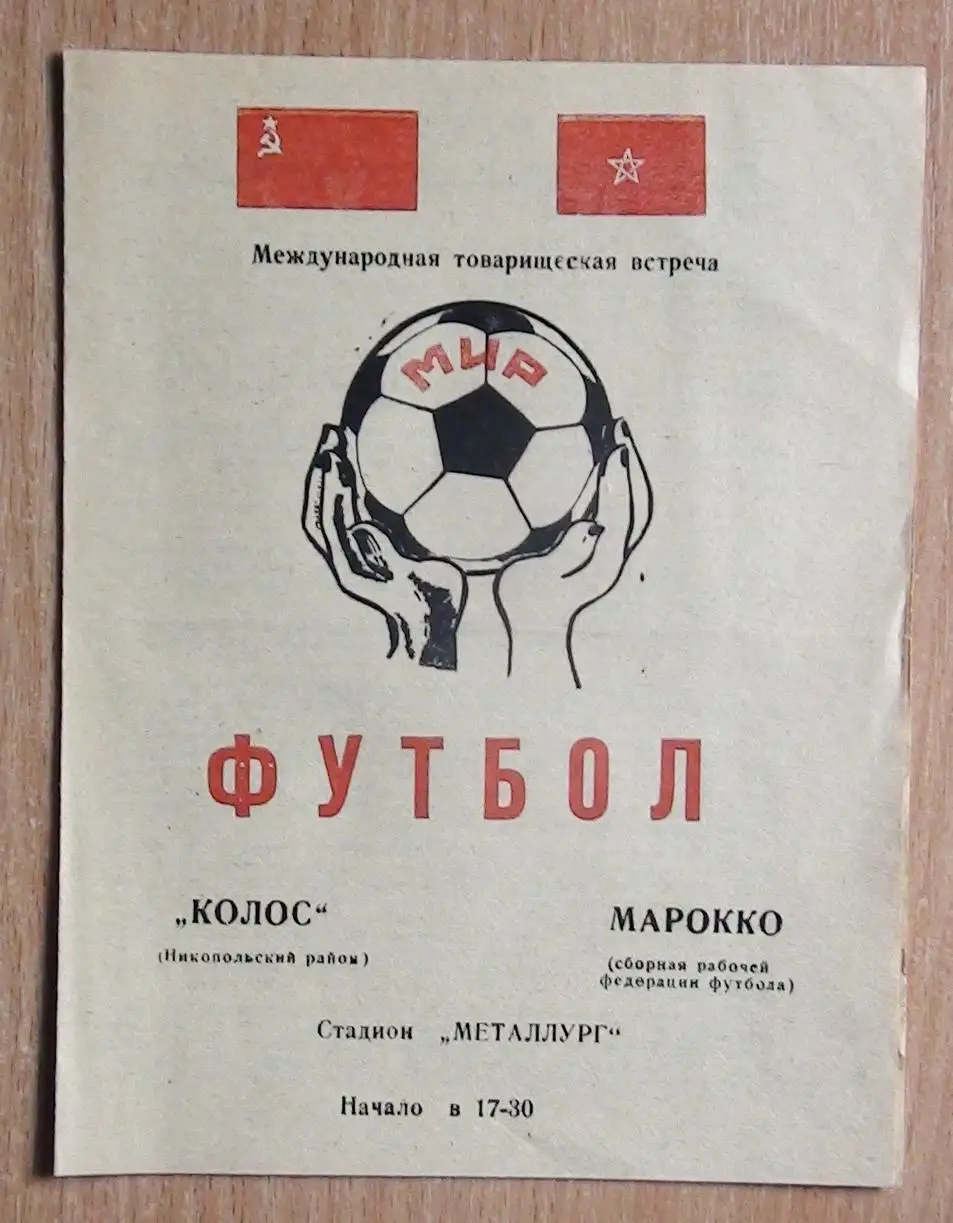 Международная товарищеская встреча
МИР
ФУТБОЛ
„КОЛОС“ МАРОККО
(Никопольский район) (сборная рабочей
федерации футбола)
Стадион „МЕТАЛЛУРГ“
Начало в 17-30